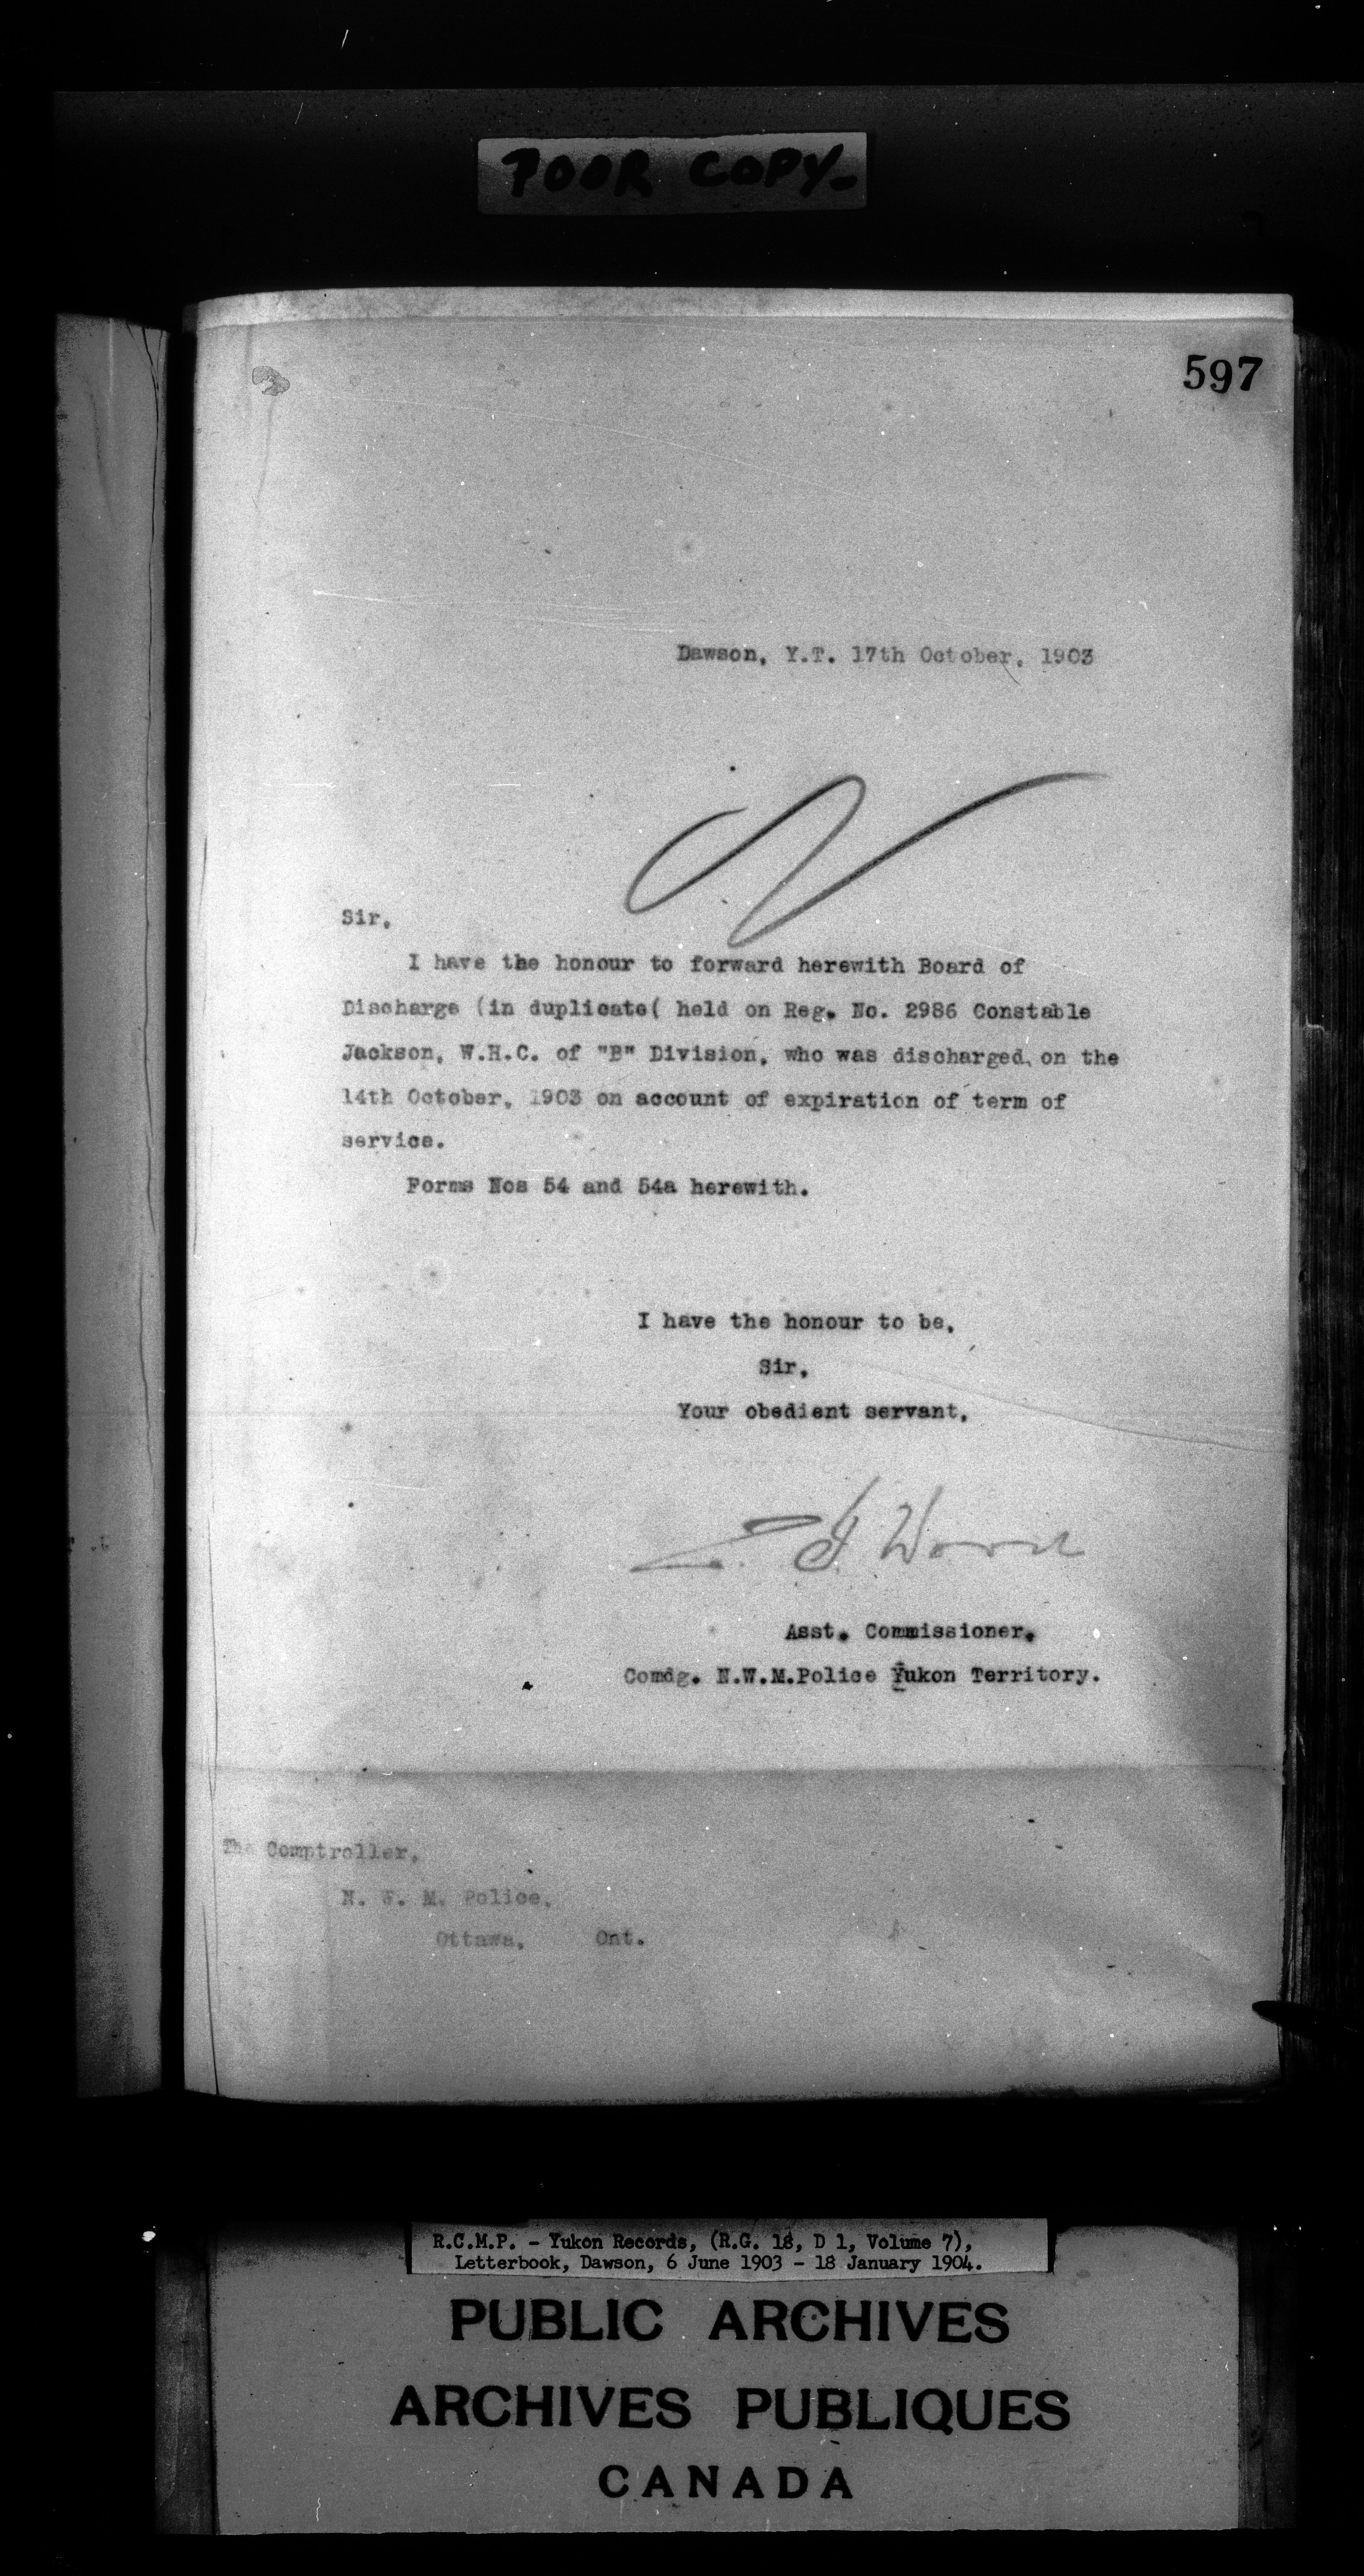 POOR COPY-
597
Dawson, Y.T. 17th October, 1903
Sir,
I have the honour to forward herewith Board of
Discharge (in duplicate( held on Reg. No. 2986 Constable
Jackson, W.H.C. of "B" Division, who was discharged, on the
14th October, 1903 on account of expiration of term of
service.
Forms Nos 54 and 54a herewith.
I have the honour to be,
Sir,
Your obedient servant,
Z. T. Wood
Asst. Commissioner.
Comdg. N.W.M.Police Yukon Territory.
The Comptroller,
N. W. M. Police,
Ottawa, Ont.
R.C.M.P. - Yukon Records, (R.G. 18, D 1, Volume 7),
Letterbook, Dawson, 6 June 1903 - 18 January 1904.
PUBLIC ARCHIVES
ARCHIVES PUBLIQUES
CANADA